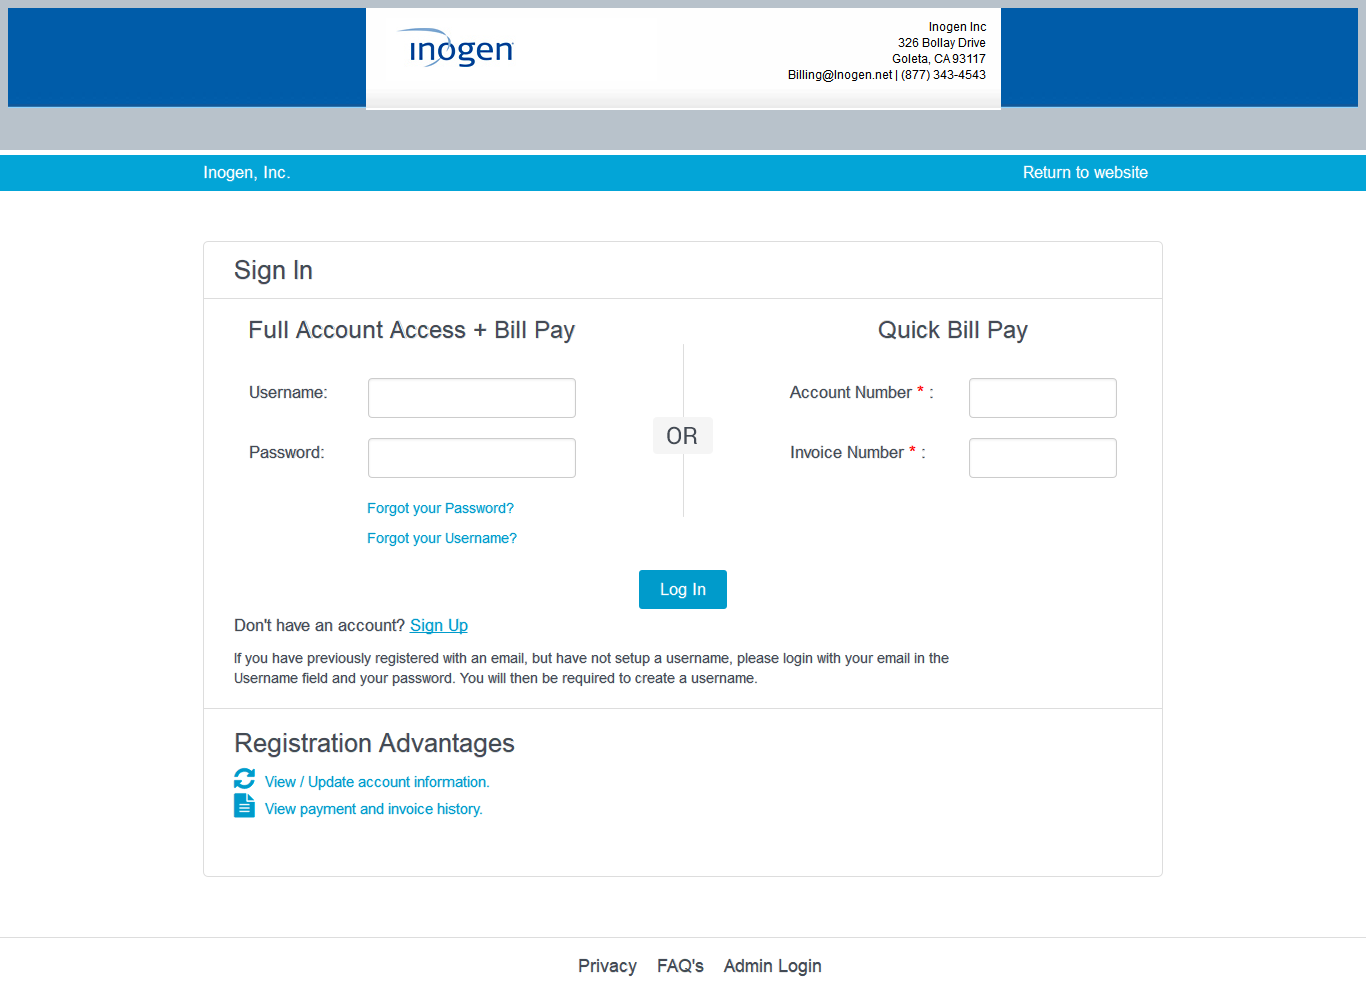 inogen
Inogen Inc
326 Bollay Drive
Goleta, CA 93117
Billing@Inogen.net | (877) 343-4543
Inogen, Inc.
Return to website
Sign In
Full Account Access + Bill Pay
Username:
Password:
Forgot your Password?
Forgot your Username?
OR
Quick Bill Pay
Account Number * :
Invoice Number * :
Log In
Don't have an account? Sign Up
If you have previously registered with an email, but have not setup a username, please login with your email in the
Username field and your password. You will then be required to create a username.
Registration Advantages
View / Update account information.
View payment and invoice history.
Privacy FAQ's Admin Login